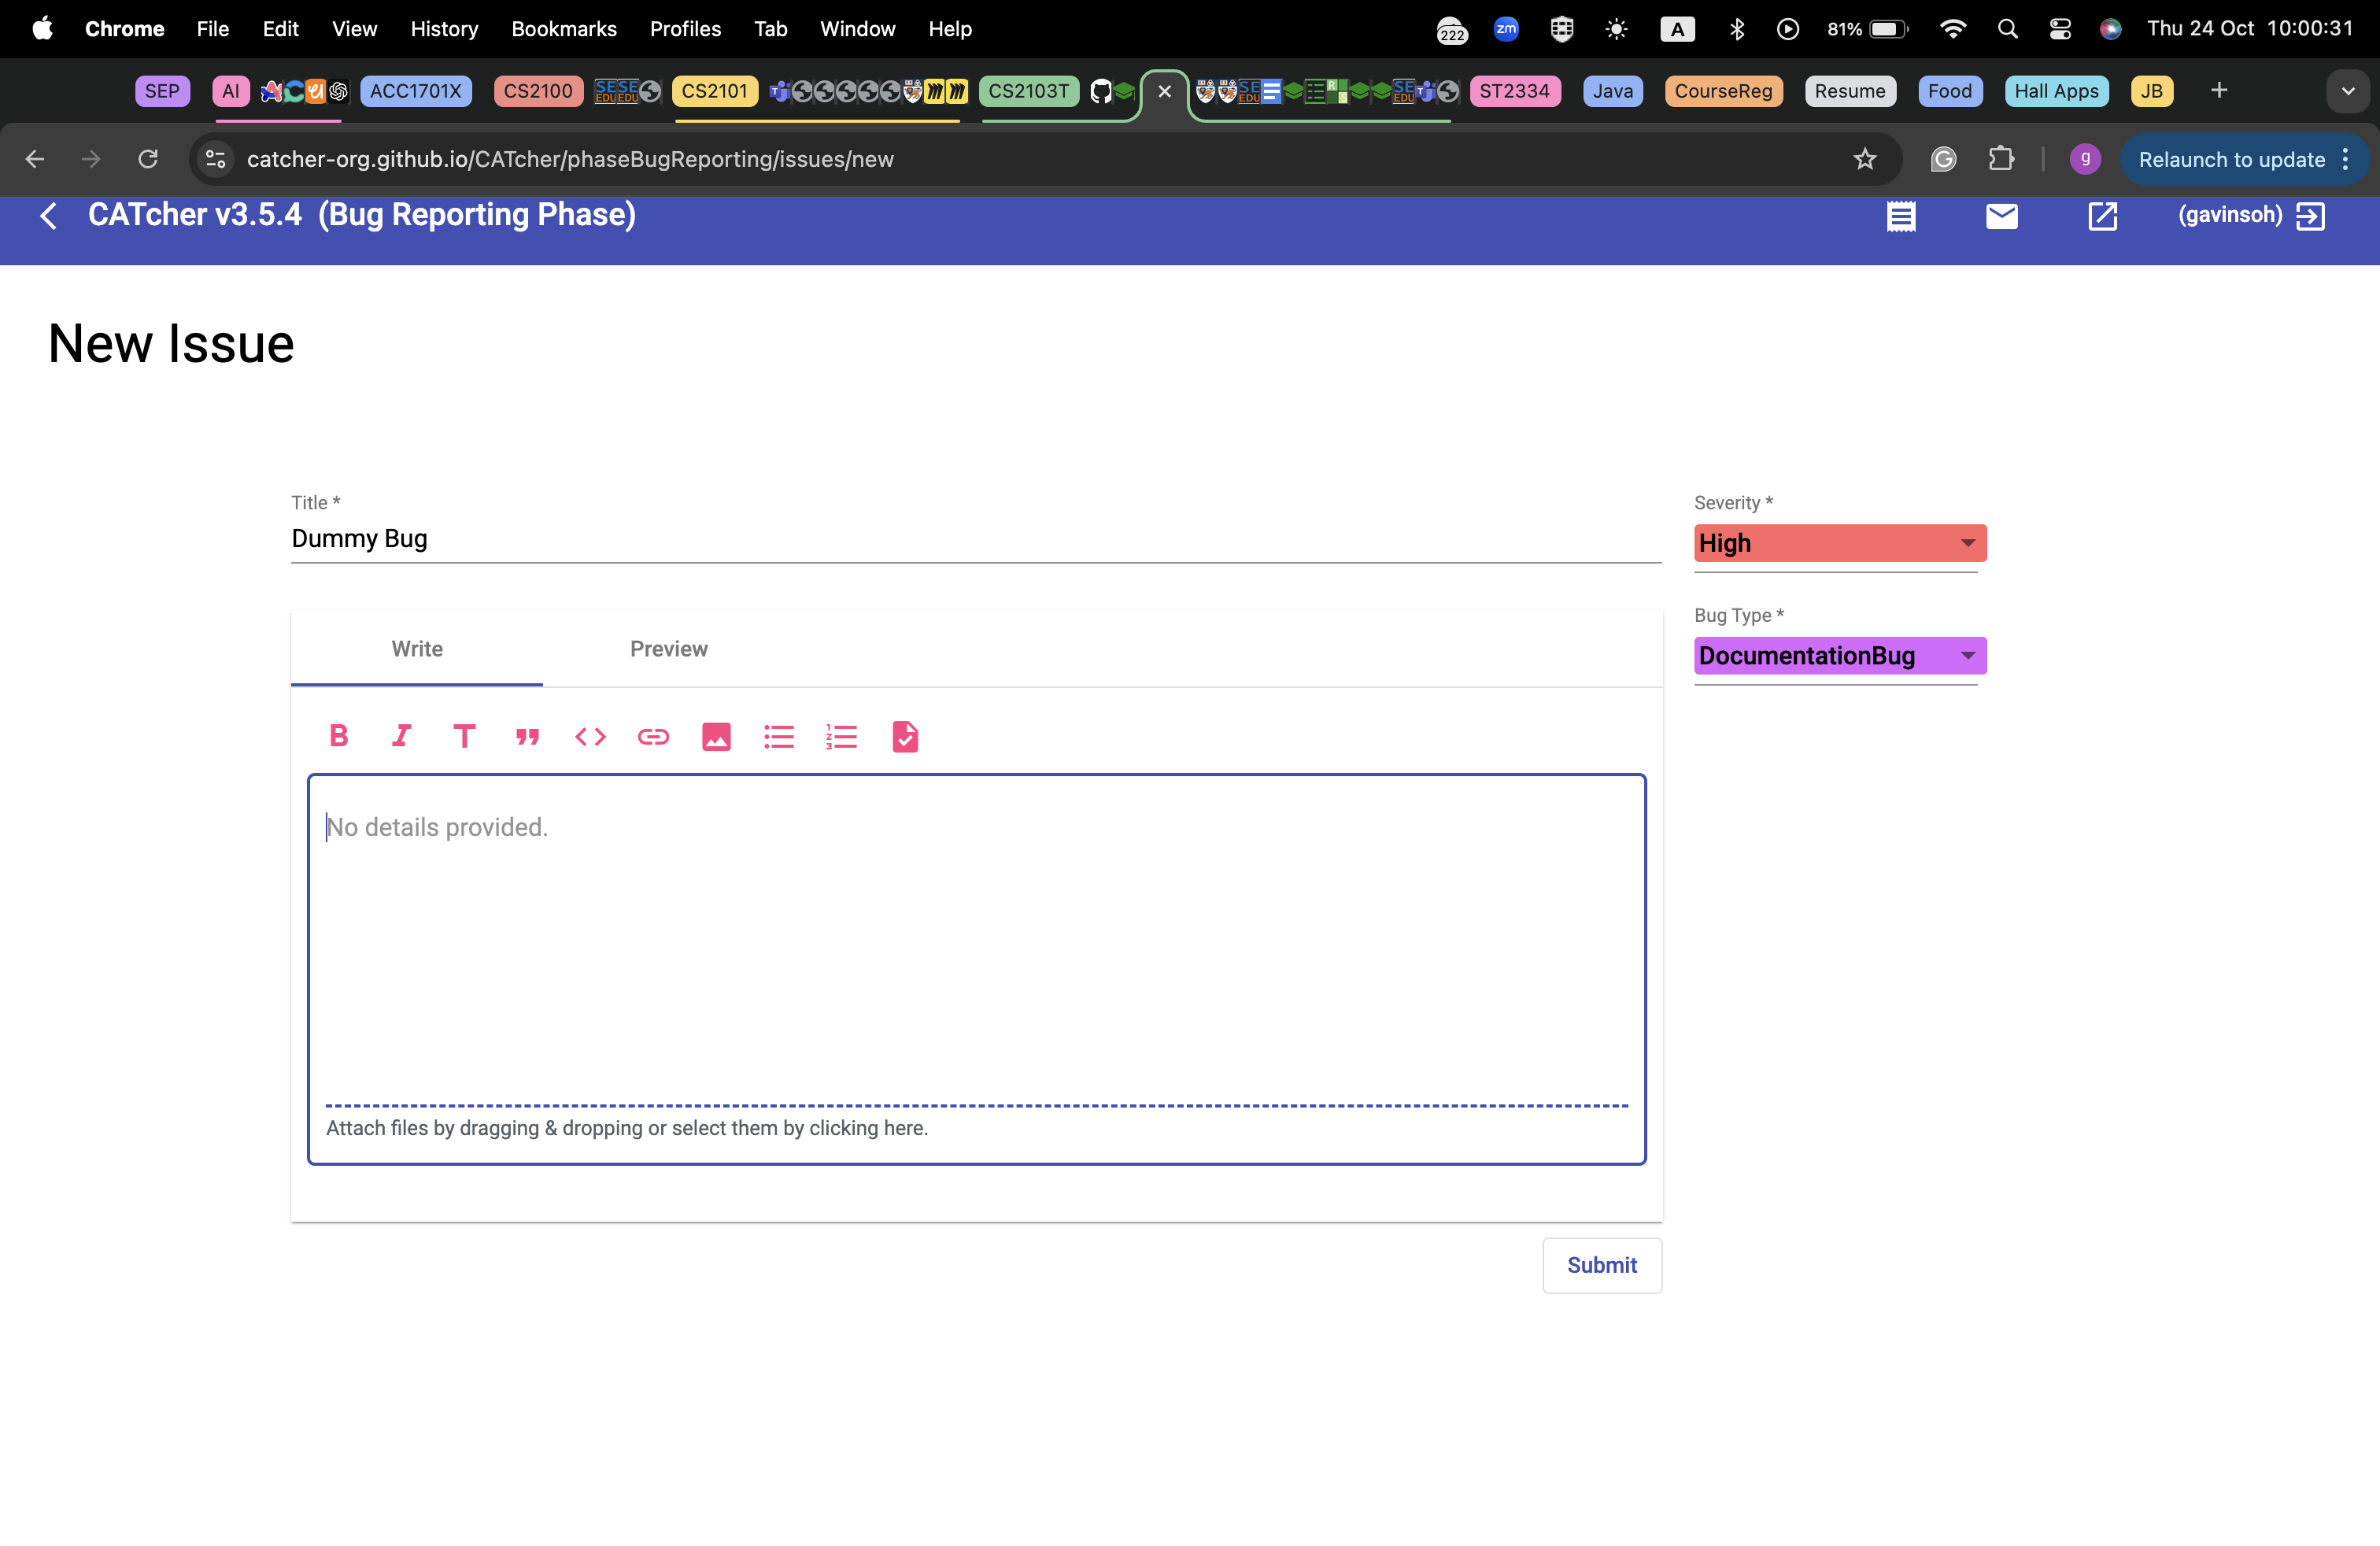 Chrome File Edit View History Bookmarks Profiles Tab Window Help 222 zm A 81% Thu 24 Oct 10:00:31
SEP AI ACC1701X CS2100 SE EDU SE EDU CS2101 CS2103T SE EDU SE EDU ST2334 Java CourseReg Resume Food Hall Apps JB
catcher-org.github.io/CATcher/phaseBugReporting/issues/new g Relaunch to update
CATcher v3.5.4 (Bug Reporting Phase) (gavinsoh)
New Issue
Title *
Dummy Bug
Severity *
High
Bug Type *
DocumentationBug
Write Preview
No details provided.
Attach files by dragging & dropping or select them by clicking here.
Submit